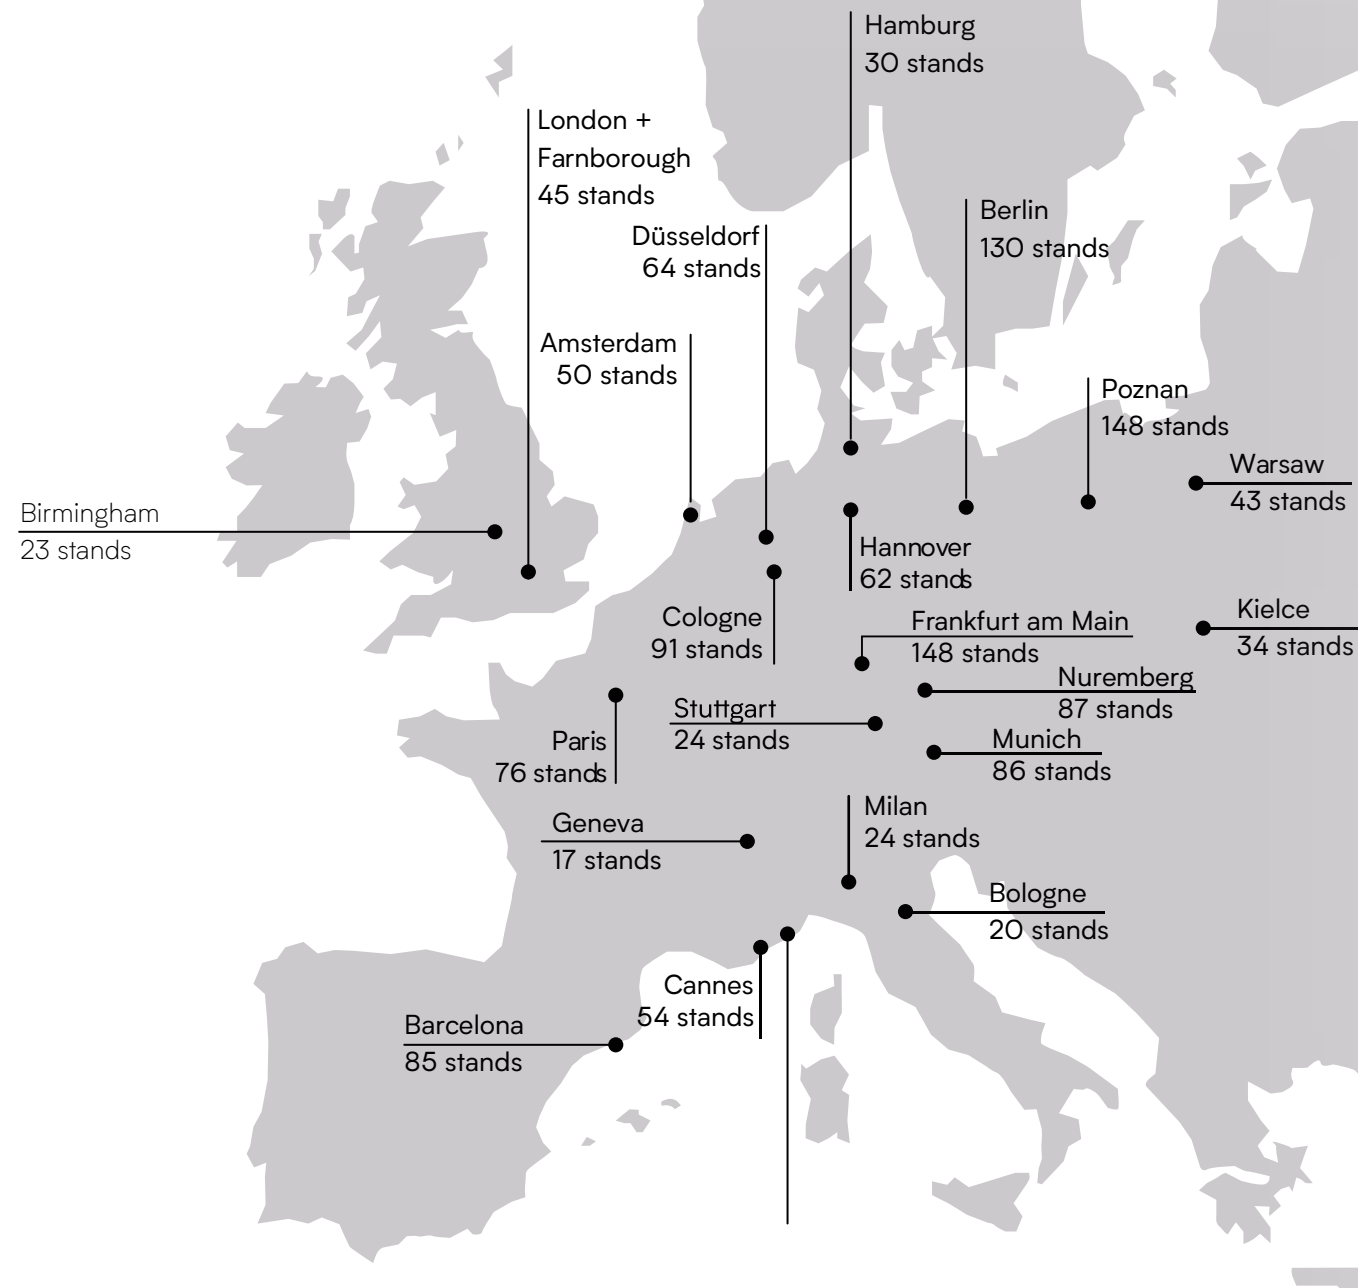 Hamburg
30 stands
London +
Farnborough
45 stands
Berlin
130 stands
Düsseldorf
64 stands
Amsterdam
50 stands
Poznan
148 stands
Warsaw
43 stands
Birmingham
23 stands
Hannover
62 stands
Cologne
91 stands
Kielce
34 stands
Frankfurt am Main
148 stands
Nuremberg
87 stands
Stuttgart
24 stands
Paris
76 stands
Munich
86 stands
Milan
24 stands
Geneva
17 stands
Bologne
20 stands
Cannes
54 stands
Barcelona
85 stands